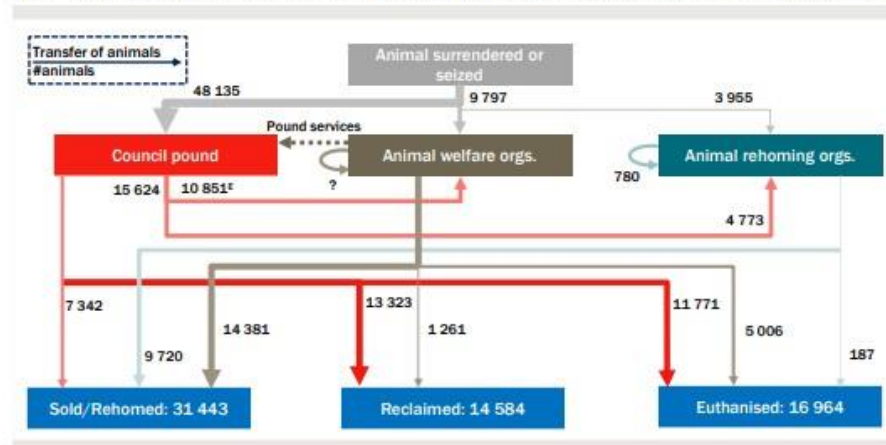 Transfer of animals
#animals
Animal surrendered or
seized
48 135
9 797
3 955
Pound services
Council pound
Animal welfare orgs.
Animal rehoming orgs.
15 624
10 851ᴱ
?
780
4 773
7 342
13 323
11 771
14 381
1 261
5 006
9 720
187
Sold/Rehomed: 31 443
Reclaimed: 14 584
Euthanised: 16 964